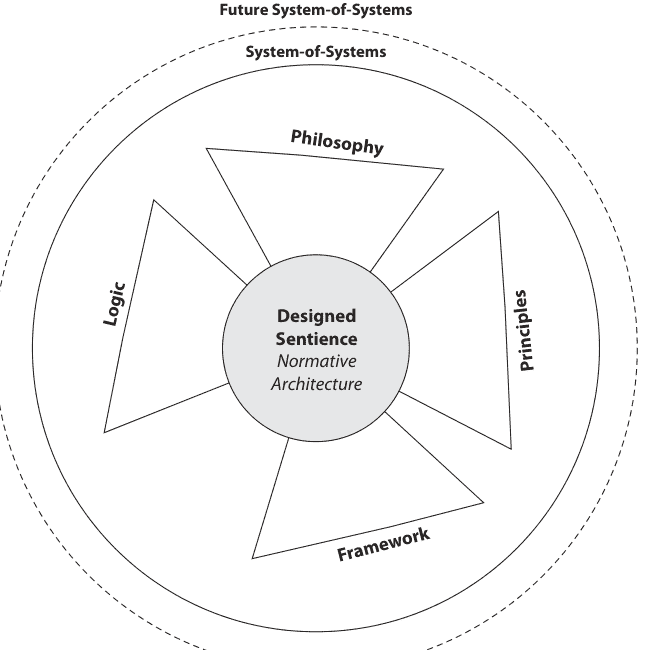 Future System-of-Systems
System-of-Systems
Philosophy
Logic
Principles
Designed
Sentience
Normative
Architecture
Framework